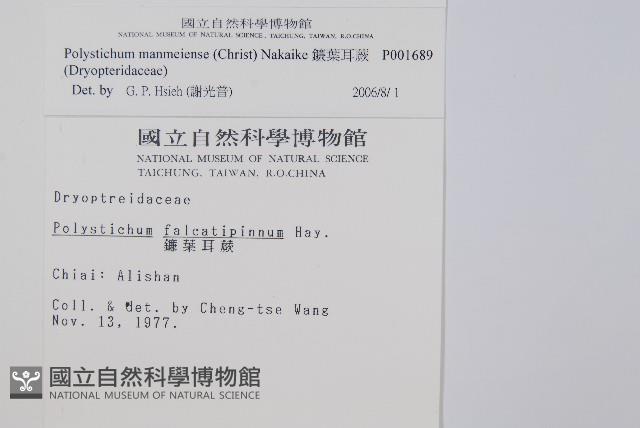 國立自然科學博物館
NATIONAL MUSEUM OF NATURAL SCIENCE, TAICHUNG, TAIWAN, R.O.CHINA
Polystichum manmeiense (Christ) Nakaike 鐮葉耳蕨 P001689
(Dryopteridaceae)
Det. by G. P. Hsieh (謝光普) 2006/8/1
國立自然科學博物館
NATIONAL MUSEUM OF NATURAL SCIENCE
TAICHUNG, TAIWAN, R.O.CHINA
Dryoptreidaceae
Polystichum falcatipinnum Hay.
鐮葉耳蕨
Chiai: Alishan
Coll. & det. by Cheng-tse Wang
Nov. 13, 1977.
國立自然科學博物館
NATIONAL MUSEUM OF NATURAL SCIENCE